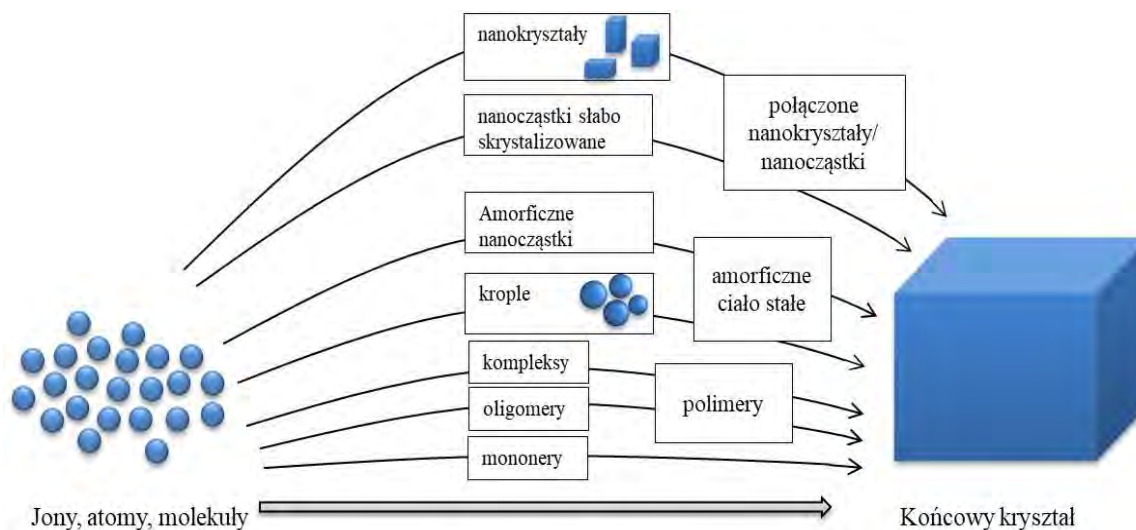 nanokryształy
nanocząstki słabo
skrystalizowane
połączone
nanokryształy/
nanocząstki
Amorficzne
nanocząstki
krople
amorficzne
ciało stałe
kompleksy
oligomery
polimery
mononery
Jony, atomy, molekuły
Końcowy kryształ